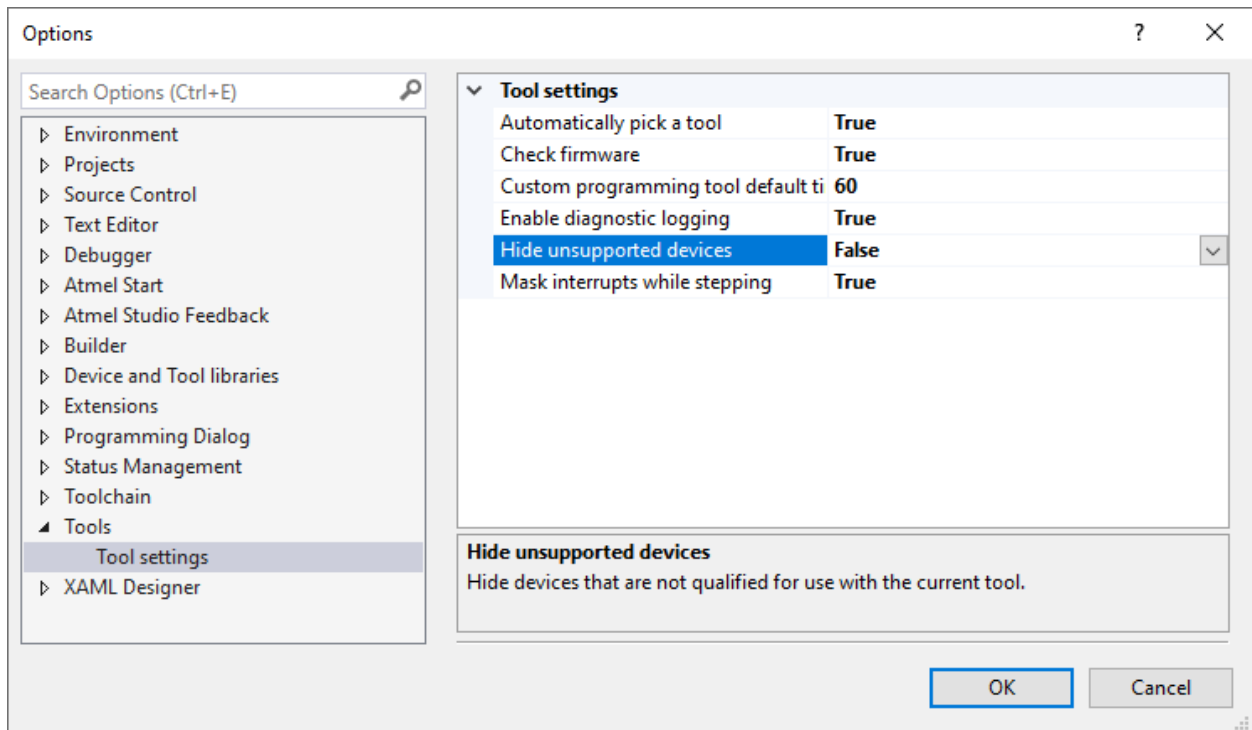 Options
?
Search Options (Ctrl+E)
Environment
Projects
Source Control
Text Editor
Debugger
Atmel Start
Atmel Studio Feedback
Builder
Device and Tool libraries
Extensions
Programming Dialog
Status Management
Toolchain
Tools
Tool settings
XAML Designer
Tool settings
Automatically pick a tool True
Check firmware True
Custom programming tool default ti 60
Enable diagnostic logging True
Hide unsupported devices False
Mask interrupts while stepping True
Hide unsupported devices
Hide devices that are not qualified for use with the current tool.
OK Cancel